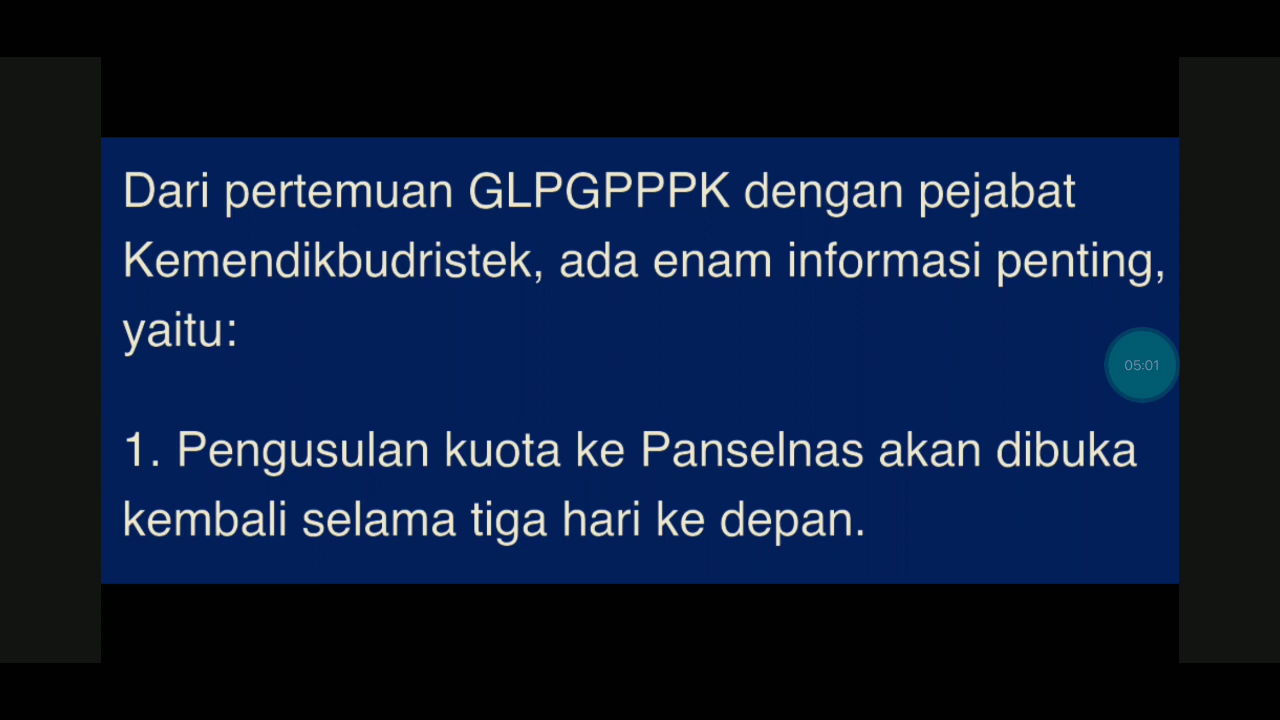 Dari pertemuan GLPGPPPK dengan pejabat
Kemendikbudristek, ada enam informasi penting,
yaitu:
05:01
1. Pengusulan kuota ke Panselnas akan dibuka
kembali selama tiga hari ke depan.